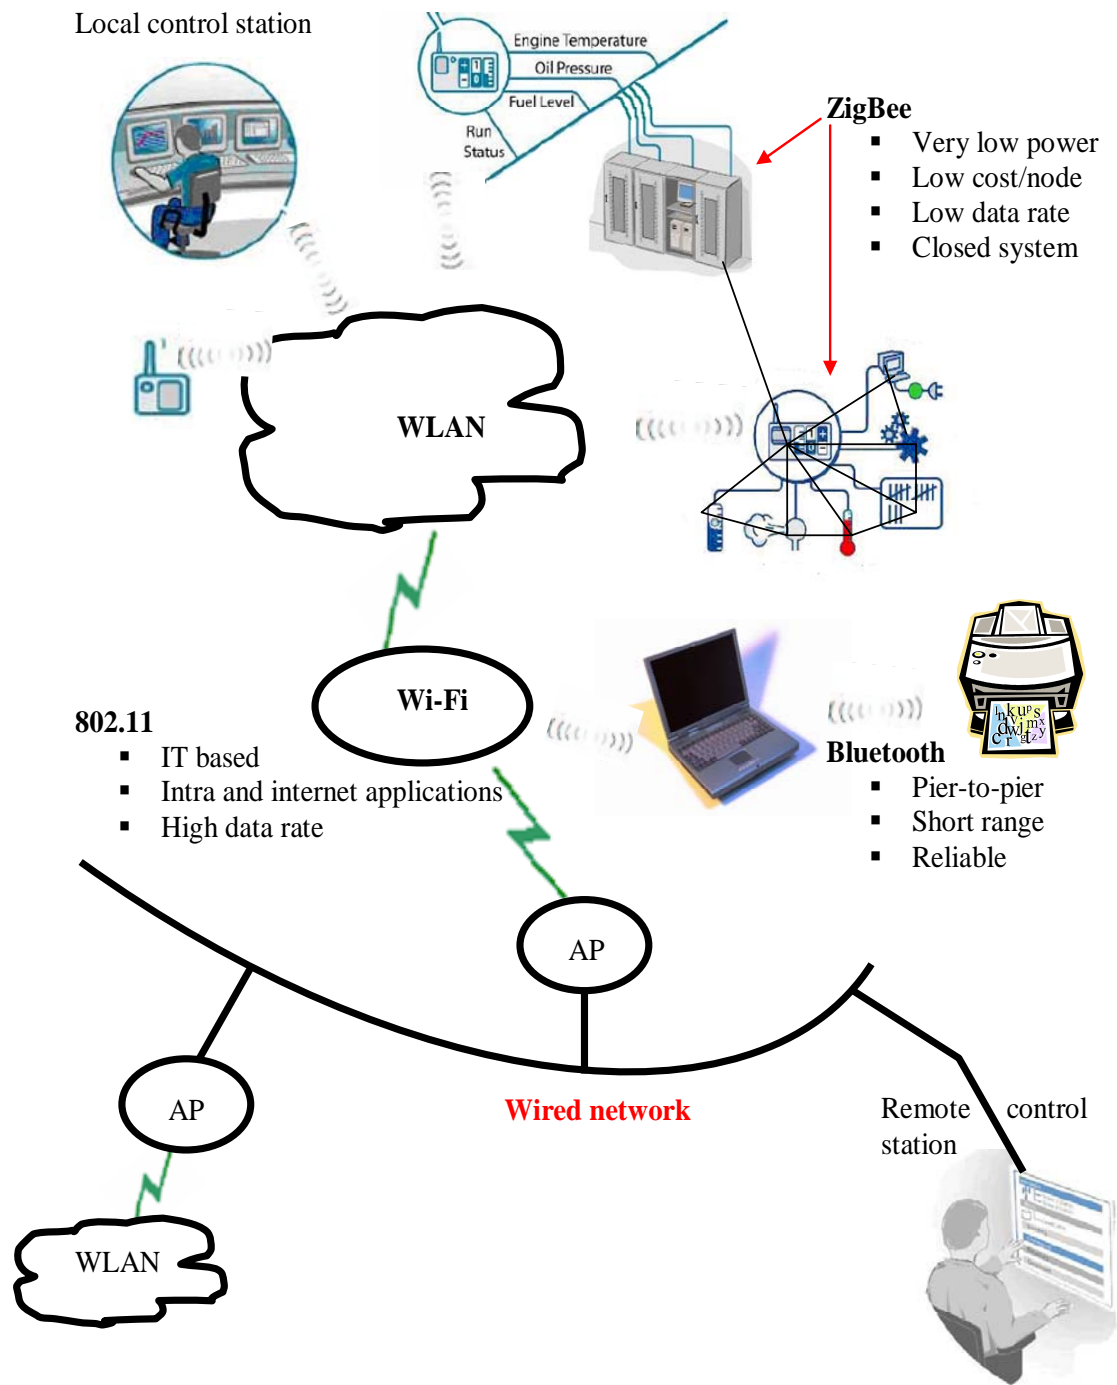 Local control station
Engine Temperature
Oil Pressure
Fuel Level
Run
Status
ZigBee
▪ Very low power
▪ Low cost/node
▪ Low data rate
▪ Closed system
WLAN
Wi-Fi
802.11
▪ IT based
▪ Intra and internet applications
▪ High data rate
Bluetooth
▪ Pier-to-pier
▪ Short range
▪ Reliable
AP
AP
Wired network
Remote control
station
WLAN